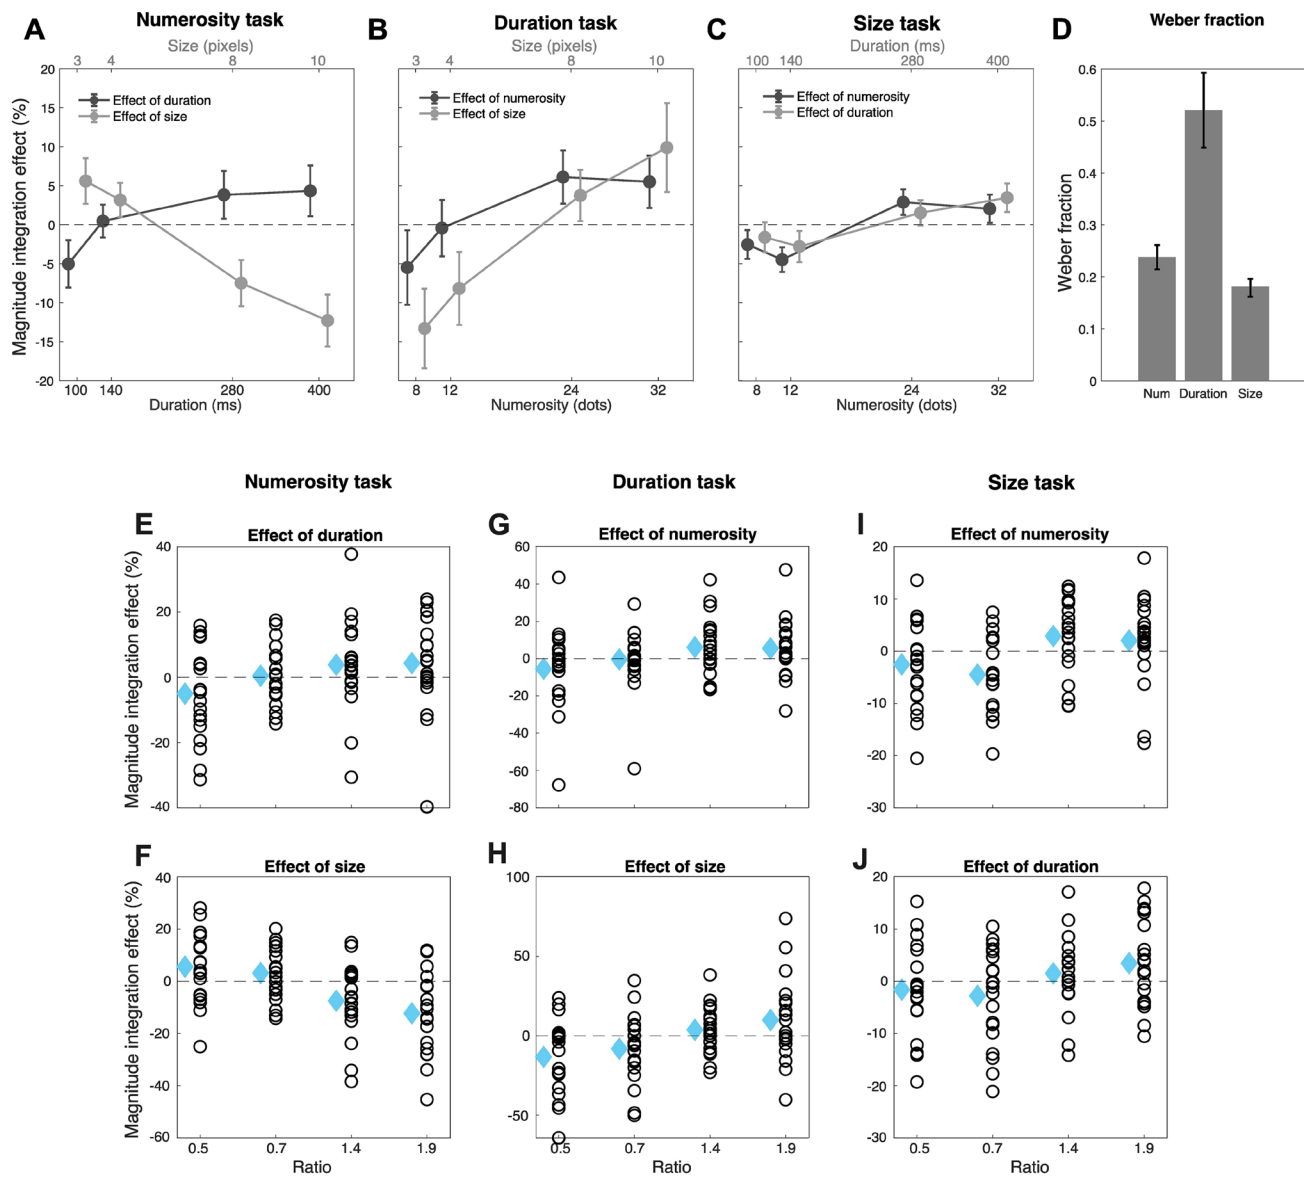 A
Numerosity task
Size (pixels)
3 4 8 10
20
15
10
5
0
-5
-10
-15
-20
Magnitude integration effect (%)
Effect of duration
Effect of size
100 140 280 400
Duration (ms)
B
Duration task
Size (pixels)
3 4 8 10
Effect of numerosity
Effect of size
8 12 24 32
Numerosity (dots)
C
Size task
Duration (ms)
100 140 280 400
Effect of numerosity
Effect of duration
8 12 24 32
Numerosity (dots)
D
Weber fraction
0.6
0.5
0.4
0.3
0.2
0.1
0
Weber fraction
Num Duration Size
Numerosity task
Duration task
Size task
E
Effect of duration
Magnitude integration effect (%)
40
20
0
-20
-40
G
Effect of numerosity
60
40
20
0
-20
-40
-60
-80
I
Effect of numerosity
20
10
0
-10
-20
-30
F
Effect of size
Magnitude integration effect (%)
40
20
0
-20
-40
-60
0.5 0.7 1.4 1.9
Ratio
H
Effect of size
100
50
0
-50
0.5 0.7 1.4 1.9
Ratio
J
Effect of duration
20
10
0
-10
-20
-30
0.5 0.7 1.4 1.9
Ratio